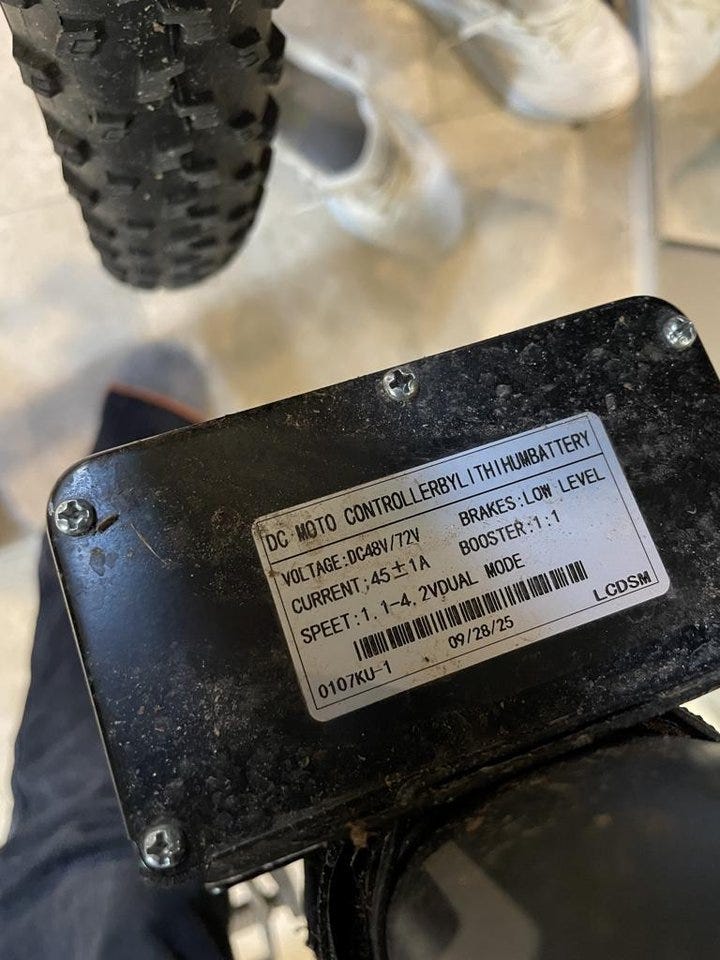 DC MOTO CONTROLLERBYLITHIHUMBATTERY
VOLTAGE:DC48V/72V BRAKES:LOW LEVEL
CURRENT.45±1A BOOSTER:1:1
SPEET:1.1-4.2VDUAL MODE
0107KU-1 09/28/25 LCDSM